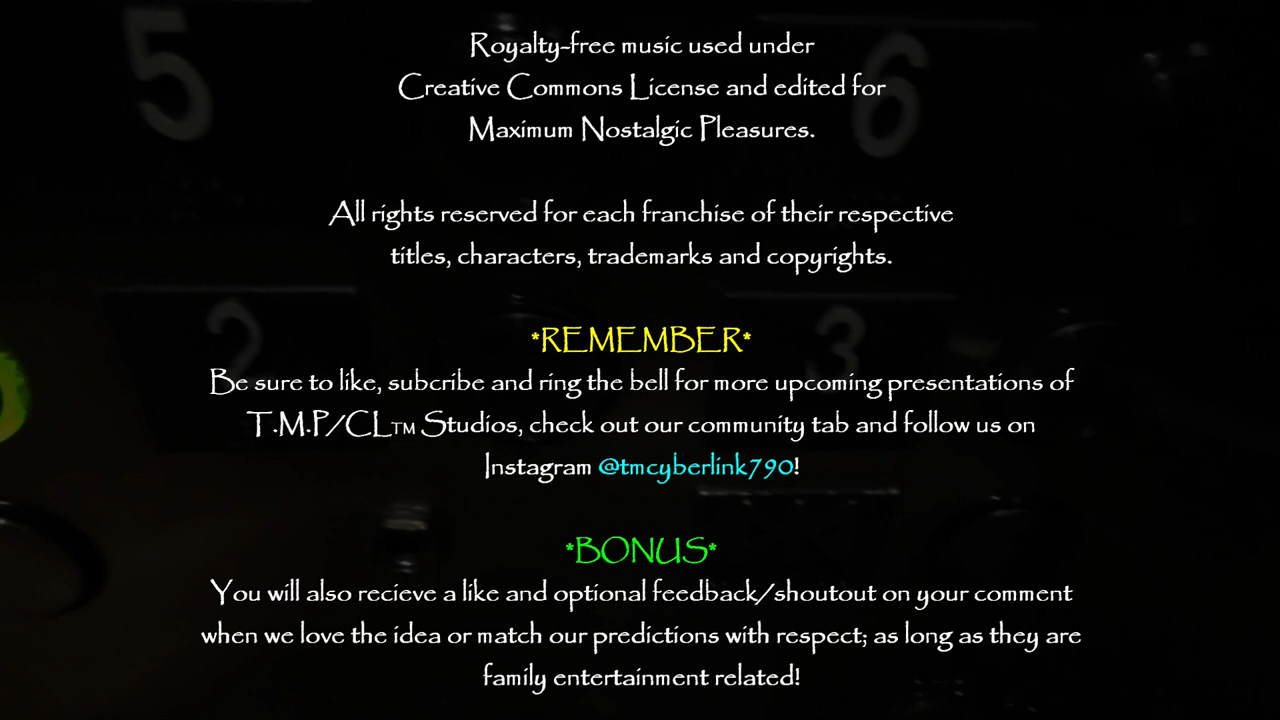 5
6
Royalty-free music used under
Creative Commons License and edited for
Maximum Nostalgic Pleasures.
All rights reserved for each franchise of their respective
titles, characters, trademarks and copyrights.
2
3
*REMEMBER*
Be sure to like, subcribe and ring the bell for more upcoming presentations of
T.M.P/CL™ Studios, check out our community tab and follow us on
Instagram @tmcyberlink790!
*BONUS*
You will also recieve a like and optional feedback/shoutout on your comment
when we love the idea or match our predictions with respect; as long as they are
family entertainment related!